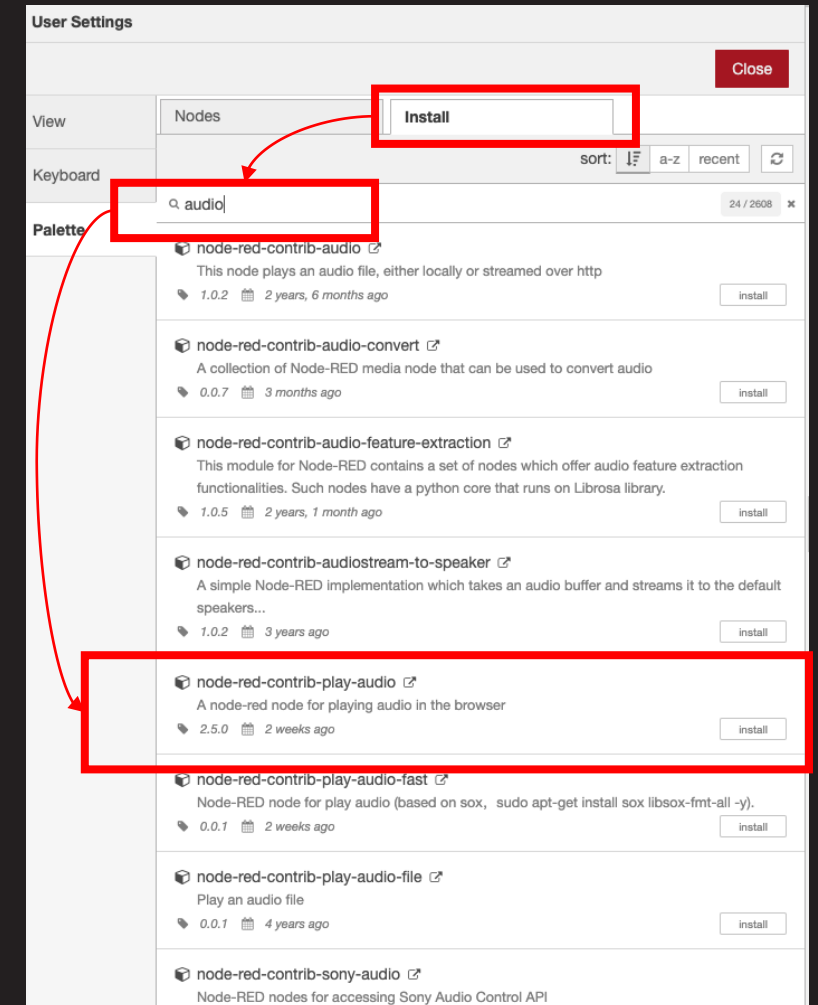 User Settings
Close
View
Keyboard
Palette
Nodes
Install
sort: a-z recent
audio
24 / 2608
node-red-contrib-audio
This node plays an audio file, either locally or streamed over http
1.0.2 2 years, 6 months ago
install
node-red-contrib-audio-convert
A collection of Node-RED media node that can be used to convert audio
0.0.7 3 months ago
install
node-red-contrib-audio-feature-extraction
This module for Node-RED contains a set of nodes which offer audio feature extraction
functionalities. Such nodes have a python core that runs on Librosa library.
1.0.5 2 years, 1 month ago
install
node-red-contrib-audiostream-to-speaker
A simple Node-RED implementation which takes an audio buffer and streams it to the default
speakers...
1.0.2 3 years ago
install
node-red-contrib-play-audio
A node-red node for playing audio in the browser
2.5.0 2 weeks ago
install
node-red-contrib-play-audio-fast
Node-RED node for play audio (based on sox, sudo apt-get install sox libsox-fmt-all -y).
0.0.1 2 weeks ago
install
node-red-contrib-play-audio-file
Play an audio file
0.0.1 4 years ago
install
node-red-contrib-sony-audio
Node-RED nodes for accessing Sony Audio Control API